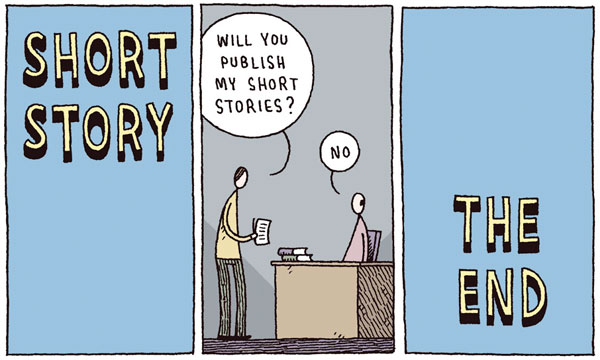 SHORT
STORY
WILL YOU
PUBLISH
MY SHORT
STORIES?
NO
THE
END